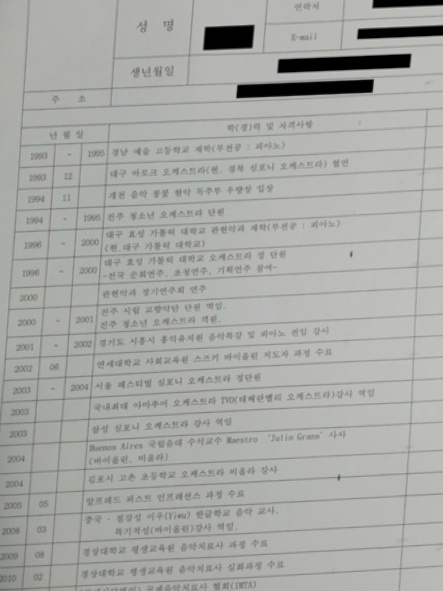 연락처
성 명
E-mail
생년월일
주 소
년 월 일 학(경)력 및 자격사항
1993 ~ 1995 경남 예술 고등학교 재학(부전공 : 피아노)
1993 12 대구 바로크 오케스트라(현, 경북 심포니 오케스트라) 협연
1994 11 개천 음악 콩쿨 현악 독주부 우량상 입상
1994 ~ 1995 진주 청소년 오케스트라 단원
1996 ~ 2000 대구 효성 가톨릭 대학교 관현악과 재학(부전공 : 피아노)
(현.대구 가톨릭 대학교)
1996 ~ 2000 대구 효성 가톨릭 대학교 오케스트라 정 단원
-전국 순회연주, 초청연주, 기획연주 참여-
2000 관현악과 정기연주회 연주
2000 ~ 2001 진주 시립 교향악단 단원 역임.
진주 청소년 오케스트라 객원.
2001 ~ 2002 경기도 시흥시 홍익유치원 음악특강 및 피아노 전임 강사
2002 06 연세대학교 사회교육원 스즈키 바이올린 지도자 과정 수료
2003 ~ 2004 서울 페스티벌 심포니 오케스트라 정단원
2003 국내최대 아마추어 오케스트라 TVO(테헤란밸리 오케스트라)강사 역임
2003 삼성 심포니 오케스트라 강사 역임
2004 Buenos Aires 국립음대 수석교수 Maestro ‘Julio Grana’ 사사
(바이올린, 비올라)
2004 김포시 고촌 초등학교 오케스트라 비올라 강사
2005 05 알프레드 퍼스트 인프레션스 과정 수료
2008 03 중국 - 절강성 이우(Yiwu) 한글학교 음악 교사.
특기적성(바이올린)강사 역임.
2009 08 경상대학교 평생교육원 음악치료사 과정 수료
2010 02 경상대학교 평생교육원 음악치료사 심화과정 수료
국제음악치료사 협회(IMTA)